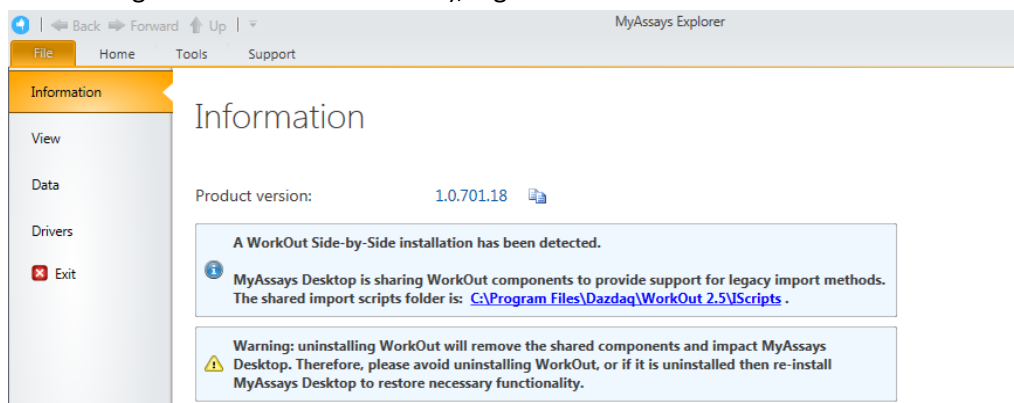 Back Forward Up MyAssays Explorer
File Home Tools Support
Information
Information
View
Data
Product version: 1.0.701.18
Drivers
A WorkOut Side-by-Side installation has been detected.
Exit
MyAssays Desktop is sharing WorkOut components to provide support for legacy import methods.
The shared import scripts folder is: C:\Program Files\Dazdaq\WorkOut 2.5\IScripts .
Warning: uninstalling WorkOut will remove the shared components and impact MyAssays
Desktop. Therefore, please avoid uninstalling WorkOut, or if it is uninstalled then re-install
MyAssays Desktop to restore necessary functionality.